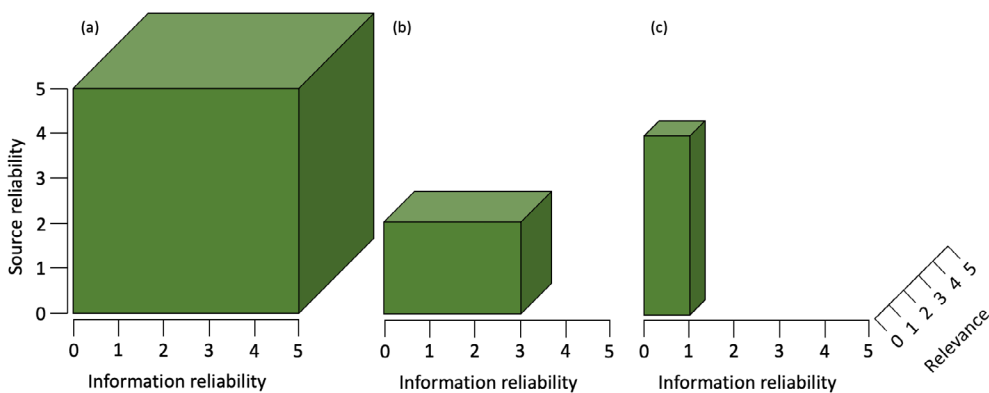 (a)
(b)
(c)
Source reliability
5
4
3
2
1
0
0 1 2 3 4 5
0 1 2 3 4 5
0 1 2 3 4 5
0 1 2 3 4 5
Information reliability
Information reliability
Information reliability
Relevance